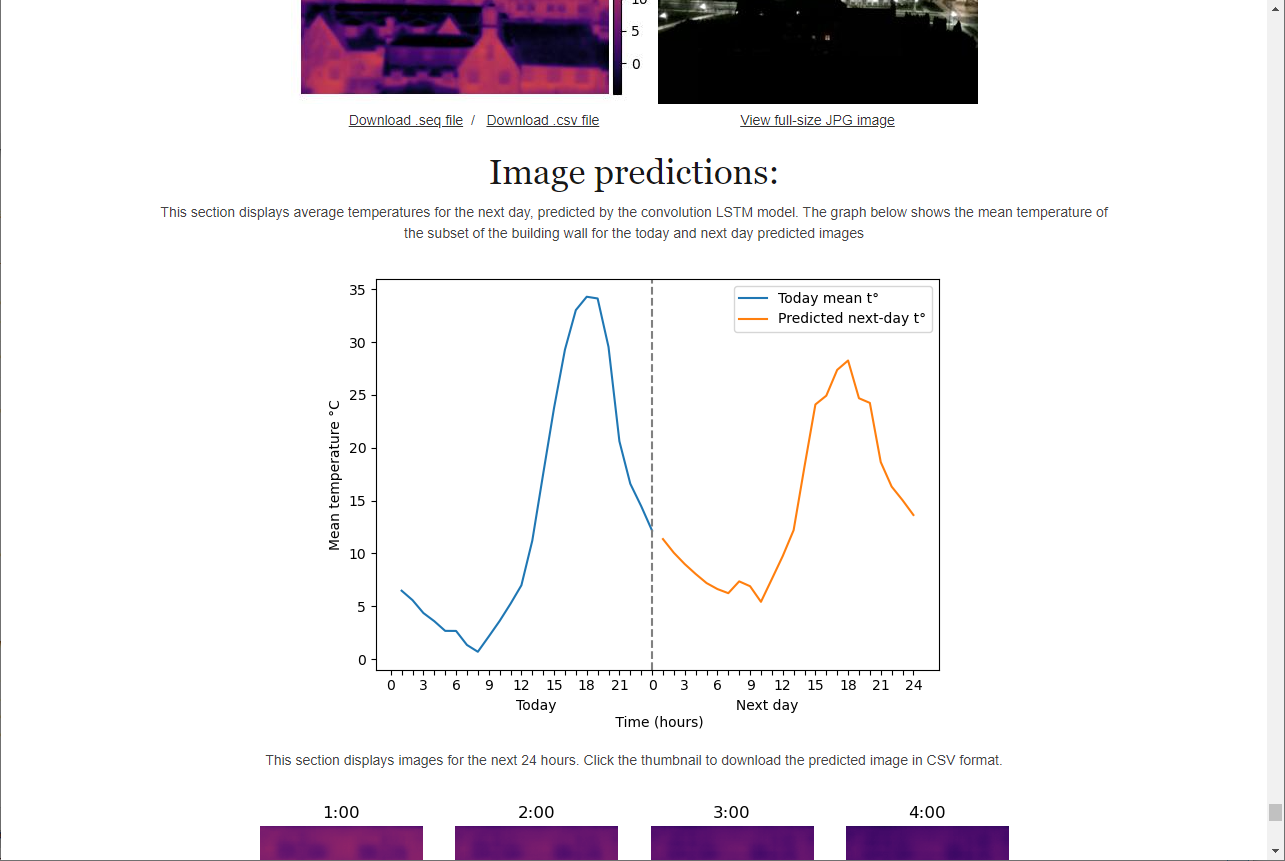 10
5
0
Download .seq file / Download .csv file
View full-size JPG image
Image predictions:
This section displays average temperatures for the next day, predicted by the convolution LSTM model. The graph below shows the mean temperature of
the subset of the building wall for the today and next day predicted images
Today mean t°
Predicted next-day t°
Mean temperature °C
35
30
25
20
15
10
5
0
0 3 6 9 12 15 18 21 0 3 6 9 12 15 18 21 24
Today Next day
Time (hours)
This section displays images for the next 24 hours. Click the thumbnail to download the predicted image in CSV format.
1:00 2:00 3:00 4:00